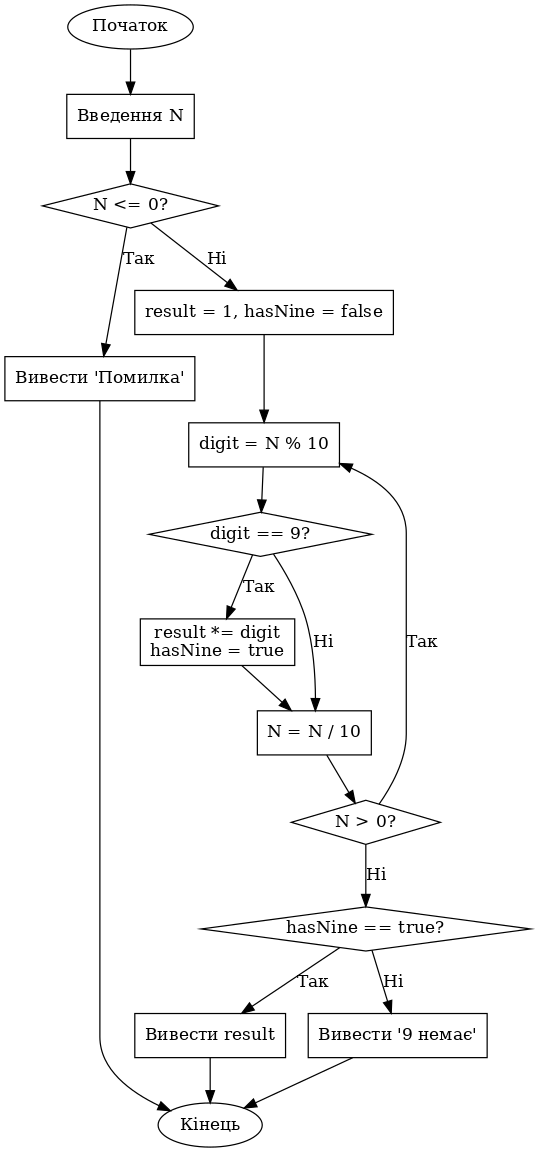 Початок
Введення N
N <= 0?
Так
Ні
result = 1, hasNine = false
Вивести 'Помилка'
digit = N % 10
digit == 9?
Так
result *= digit
hasNine = true
Ні
Так
N = N / 10
N > 0?
Ні
hasNine == true?
Так
Ні
Вивести result
Вивести '9 немає'
Кінець